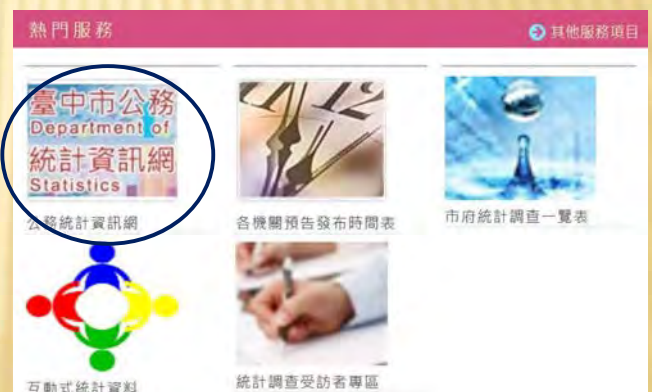 熱門服務
其他服務項目
臺中市公務
Department of
統計資訊網
Statistics
公務統計資訊網
各機關預告發布時間表
市府統計調查一覽表
12
互動式統計資料
統計調查受訪者專區